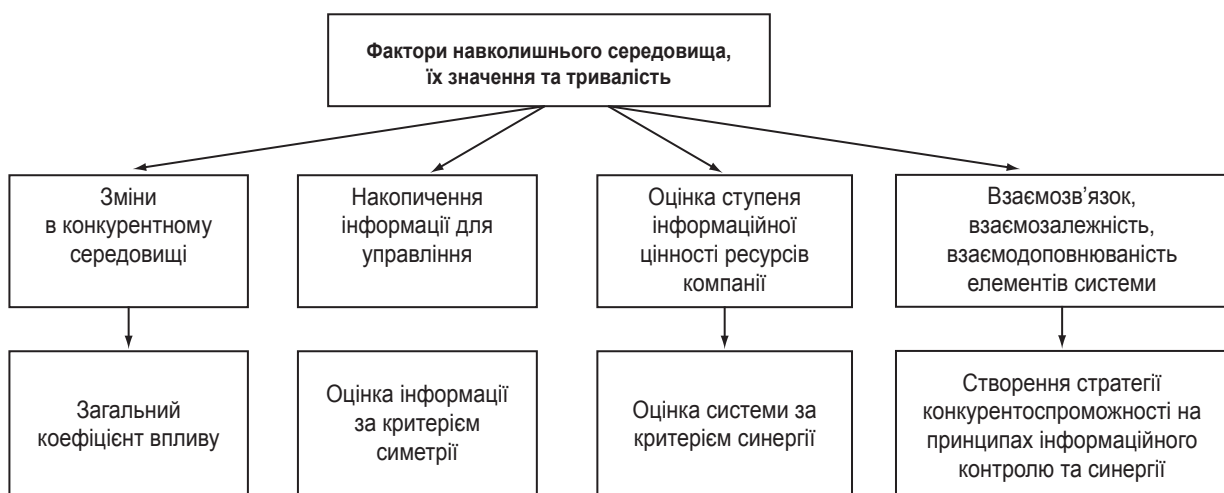 Фактори навколишнього середовища,
їх значення та тривалість
Зміни
в конкурентному
середовищі
Накопичення
інформації для
управління
Оцінка ступеня
інформаційної
цінності ресурсів
компанії
Взаємозв’язок,
взаємозалежність,
взаємодоповнюваність
елементів системи
Загальний
коефіцієнт впливу
Оцінка інформації
за критерієм
симетрії
Оцінка системи за
критерієм синергії
Створення стратегії
конкурентоспроможності на
принципах інформаційного
контролю та синергії